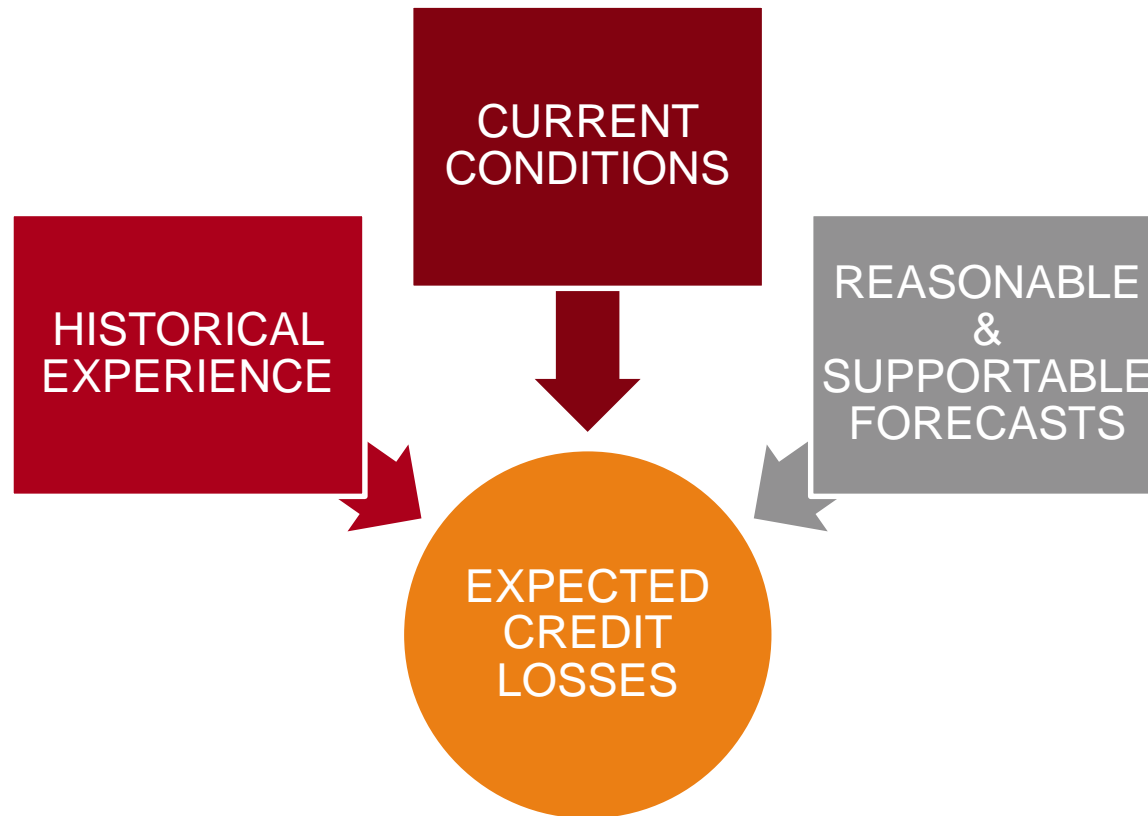 CURRENT
CONDITIONS
HISTORICAL
EXPERIENCE
REASONABLE
&
SUPPORTABLE
FORECASTS
EXPECTED
CREDIT
LOSSES